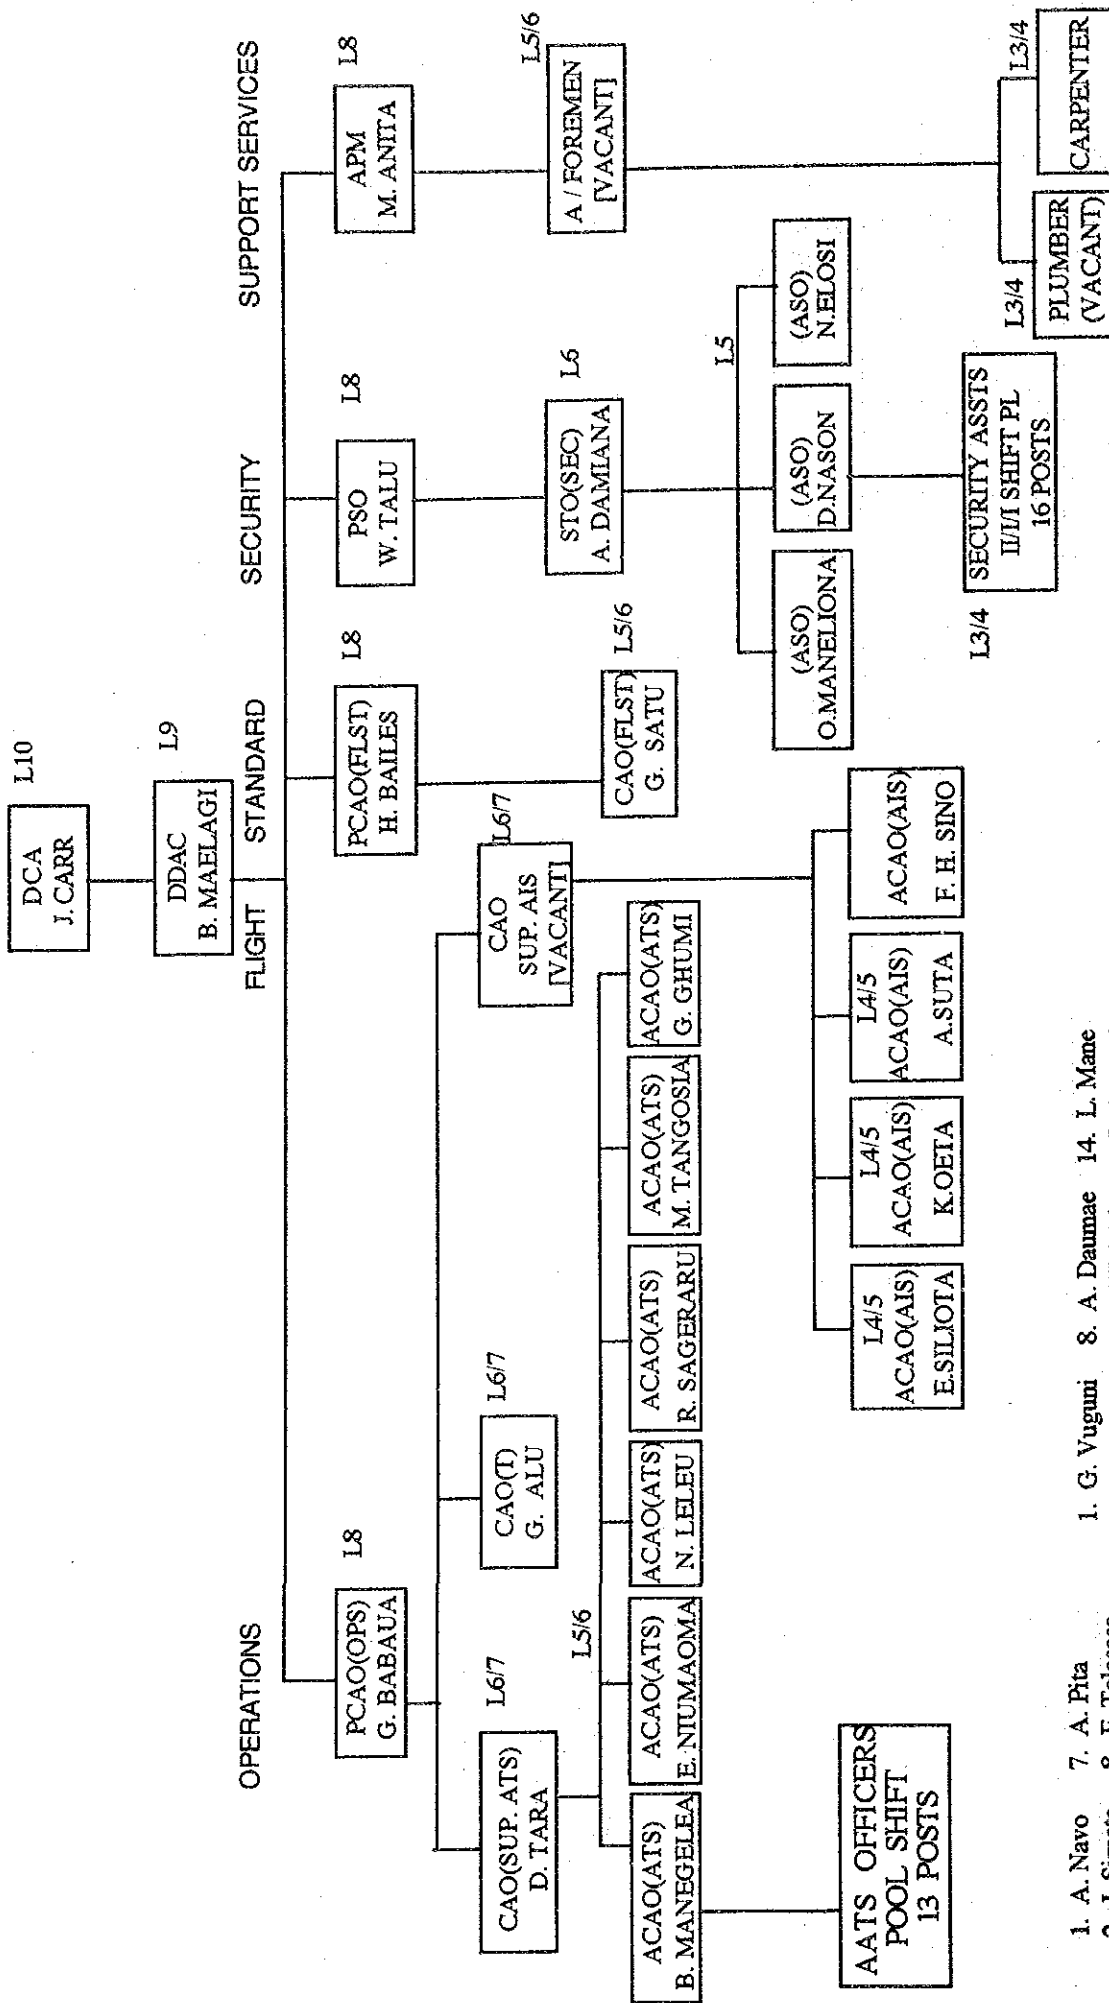 DCA
J. CARR
L10
DDAC
B. MAELAGI
L9
OPERATIONS
FLIGHT STANDARD
SECURITY
SUPPORT SERVICES
PCAO(OPS)
G. BABAUA
L8
PCAO(FLST)
H. BAILES
L8
PSO
W. TALU
L8
APM
M. ANITA
L8
CAO(SUP. ATS)
D. TARA
L6/7
CAO(T)
G. ALU
L6/7
CAO
SUP. AIS
[VACANT]
L6/7
CAO(FLST)
G. SATU
L5/6
STO(SEC)
A. DAMIANA
L6
A / FOREMEN
[VACANT]
L5/6
L5/6
ACAO(ATS)
B. MANEGELEA
ACAO(ATS)
E. NIUMAOMA
ACAO(ATS)
N. LELEU
ACAO(ATS)
R. SAGERARU
ACAO(ATS)
M. TANGOSIA
ACAO(ATS)
G. GHUMI
L5
(ASO)
O.MANELIONA
(ASO)
D.NASON
(ASO)
N.ELOSI
AATS OFFICERS
POOL SHIFT
13 POSTS
L4/5
ACAO(AIS)
E.SILIOTA
L4/5
ACAO(AIS)
K.OETA
L4/5
ACAO(AIS)
A.SUTA
ACAO(AIS)
F. H. SINO
L3/4
SECURITY ASSTS
II/I/I SHIFT PL
16 POSTS
L3/4
PLUMBER
(VACANT)
L3/4
CARPENTER
1. A. Navo 7. A. Pita
1. G. Vuguni 8. A. Daumae 14. L. Mane